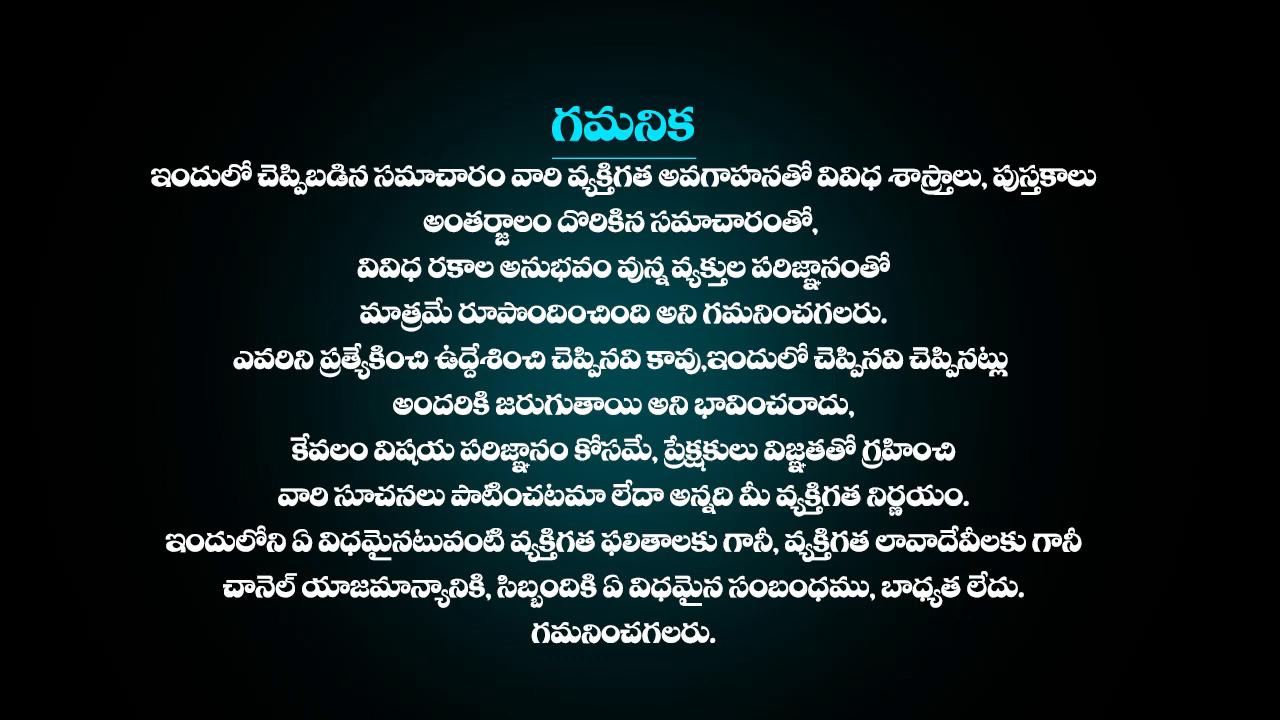 గమనిక
ఇందులో చెప్పిబడిన సమాచారం వారి వ్యక్తిగత అవగాహనతో వివిధ శాస్త్రాలు, పుస్తకాలు
అంతర్జాలం దొరికిన సమాచారంతో,
వివిధ రకాల అనుభవం వున్న వ్యక్తుల పరిజ్ఞానంతో
మాత్రమే రూపొందించింది అని గమనించగలరు.
ఎవరిని ప్రత్యేకించి ఉద్దేశించి చెప్పినవి కావు,ఇందులో చెప్పినవి చెప్పినట్లు
అందరికి జరుగుతాయి అని భావించరాదు,
కేవలం విషయ పరిజ్ఞానం కోసమే, ప్రేక్షకులు విజ్ఞతతో గ్రహించి
వారి సూచనలు పాటించటమా లేదా అన్నది మీ వ్యక్తిగత నిర్ణయం.
ఇందులోని ఏ విధమైనటువంటి వ్యక్తిగత ఫలితాలకు గానీ, వ్యక్తిగత లావాదేవీలకు గానీ
చానెల్ యాజమాన్యానికి, సిబ్బందికి ఏ విధమైన సంబంధము, బాధ్యత లేదు.
గమనించగలరు.